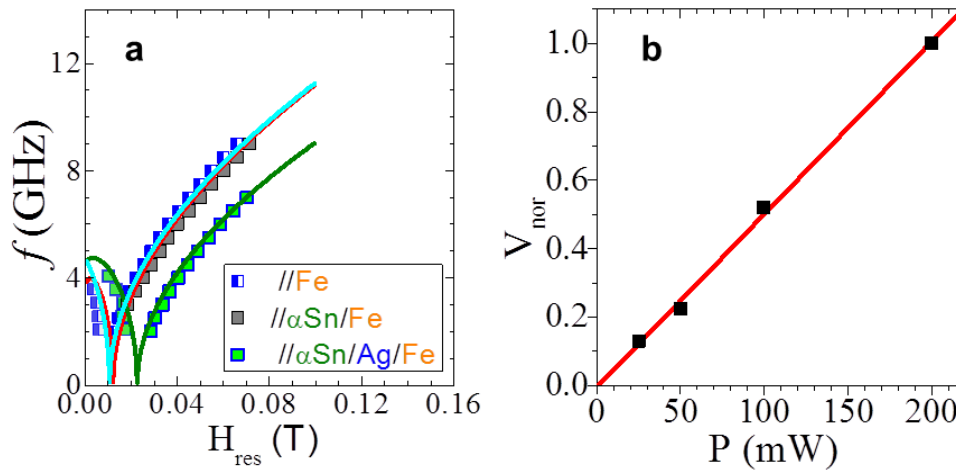 a
12
8
4
0
f (GHz)
0.00 0.04 0.08 0.12 0.16
H_res (T)
//Fe
//αSn/Fe
//αSn/Ag/Fe
b
1.0
0.8
0.6
0.4
0.2
0.0
V_nor
0 50 100 150 200
P (mW)